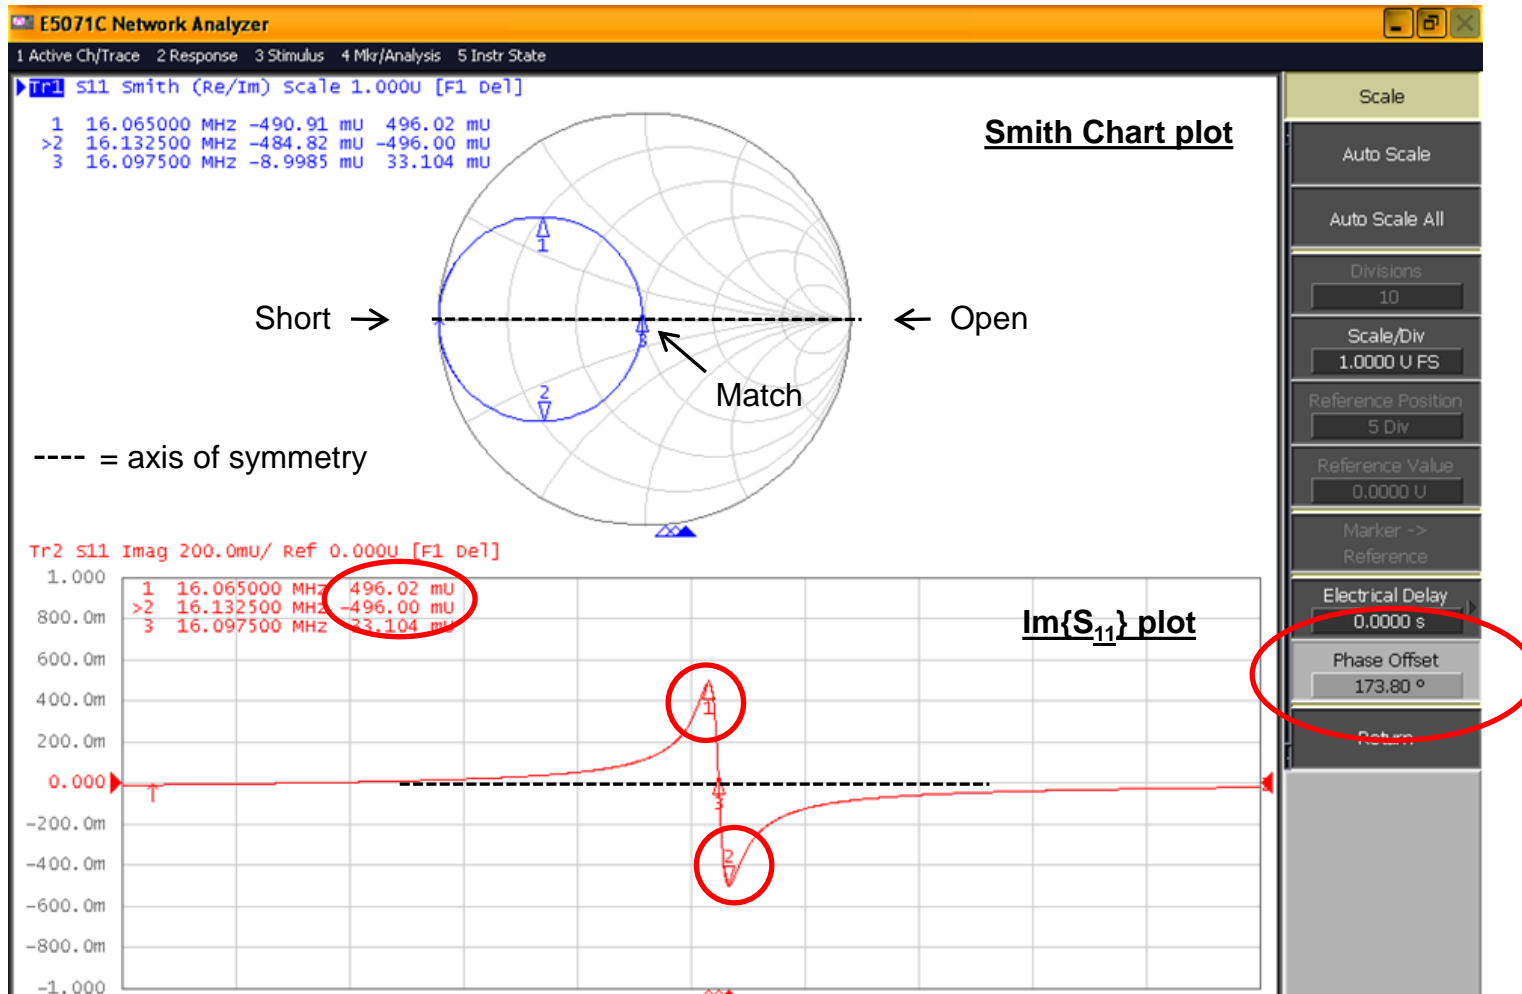 E5071C Network Analyzer
1 Active Ch/Trace 2 Response 3 Stimulus 4 Mkr/Analysis 5 Instr State
Tr1 S11 Smith (Re/Im) Scale 1.000U [F1 Del]
1 16.065000 MHz -490.91 mU 496.02 mU
>2 16.132500 MHz -484.82 mU -496.00 mU
3 16.097500 MHz -8.9985 mU 33.104 mU
Smith Chart plot
1
Short
Open
3
2
Match
---- = axis of symmetry
Tr2 S11 Imag 200.0mU/ Ref 0.000U [F1 Del]
1 16.065000 MHz 496.02 mU
>2 16.132500 MHz -496.00 mU
3 16.097500 MHz 33.104 mU
Im{S11} plot
1.000
800.0m
600.0m
400.0m
200.0m
0.000
-200.0m
-400.0m
-600.0m
-800.0m
-1.000
1
3
2
Scale
Auto Scale
Auto Scale All
Divisions
10
Scale/Div
1.0000 U FS
Reference Position
5 Div
Reference Value
0.0000 U
Marker ->
Reference
Electrical Delay
0.0000 s
Phase Offset
173.80 °
Return